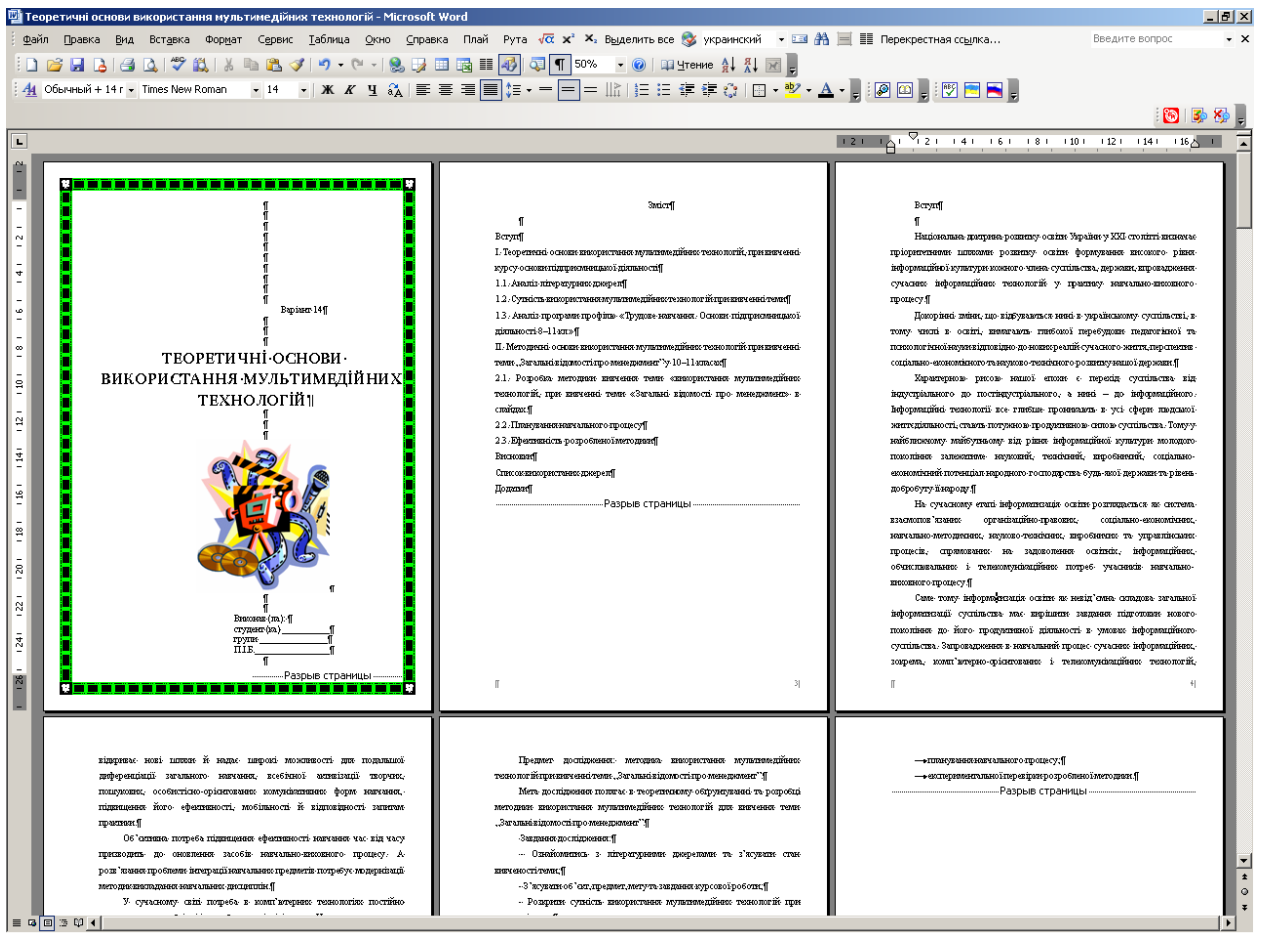 Теоретичні основи використання мультимедійних технологій - Microsoft Word
Файл Правка Вид Вставка Формат Сервис Таблица Окно Справка Плай Рута √α x² X₂ Выделить все украинский Перекрестная ссылка... Введите вопрос
¶ 50% Чтение
Обычный + 14 г Times New Roman 14 Ж К Ч
Варіант·14¶
ТЕОРЕТИЧНІ·ОСНОВИ·
ВИКОРИСТАННЯ·МУЛЬТИМЕДІЙНИХ
ТЕХНОЛОГІЙ¶
Виконав·(ла):·¶
студент·(ка)__________¶
групи·______________¶
П.І.Б.______________¶
Разрыв страницы
Зміст¶
¶
Вступ¶
І.·Теоретичні·основи·використання·мультимедійних·технологій,·при·вивченні·
курсу·основи·підприємницької·діяльності¶
1.1.·Аналіз·літературних·джерел¶
1.2.·Сутність·використання·мультимедійних·технологій·при·вивченні·теми¶
1.3.·Аналіз·програми·профілю·«Трудове·навчання.·Основи·підприємницької·
діяльності·8–11·кл.»¶
ІІ.·Методичні·основи·використання·мультимедійних·технологій·при·вивченні·
теми·„Загальні·відомості·про·менеджмент”·у·10–11·класах¶
2.1.·Розробка·методики·вивчення·теми·«використання·мультимедійних·
технологій,·при·вивченні·теми·«Загальні·відомості·про·менеджмент»·в·
слайдах¶
2.2.·Планування·навчального·процесу¶
2.3.·Ефективність·розробленої·методики¶
Висновки¶
Список·використаних·джерел¶
Додатки¶
Разрыв страницы
¶ 3¶
Вступ¶
¶
Національна·доктрина·розвитку·освіти·України·у·ХХІ·столітті·визначає·
пріоритетними·шляхами·розвитку·освіти·формування·високого·рівня·
інформаційної·культури·кожного·члена·суспільства,·держави,·впровадження·
сучасних·інформаційних·технологій·у·практику·навчально-виховного·
процесу.¶
Докорінні·зміни,·що·відбуваються·нині·в·українському·суспільстві,·в·
тому·числі·в·освіті,·вимагають·глибокої·перебудови·педагогічної·та·
психологічної·науки·відповідно·до·нових·реалій·сучасного·життя,·перспектив·
соціально-економічного·та·науково-технічного·розвитку·нашої·держави.¶
Характерною·рисою·нашої·епохи·є·перехід·суспільства·від·
індустріального·до·постіндустріального,·а·нині·–·до·інформаційного.·
Інформаційні·технології·все·глибше·проникають·в·усі·сфери·людської·
життєдіяльності,·стають·потужною·продуктивною·силою·суспільства.·Тому·у·
найближчому·майбутньому·від·рівня·інформаційної·культури·молодого·
покоління·залежатиме·науковий,·технічний,·виробничий,·соціально-
економічний·потенціал·народного·господарства·будь-якої·держави·та·рівень·
добробуту·її·народу.¶
На·сучасному·етапі·інформатизація·освіти·розглядається·як·система·
взаємопов’язаних·організаційно-правових,·соціально-економічних,·
навчально-методичних,·науково-технічних,·виробничих·та·управлінських·
процесів,·спрямованих·на·задоволення·освітніх,·інформаційних,·
обчислювальних·і·телекомунікаційних·потреб·учасників·навчально-
виховного·процесу.¶
Саме·тому·інформатизація·освіти·як·невід’ємна·складова·загальної·
інформатизації·суспільства·має·вирішити·завдання·підготовки·нового·
покоління·до·його·продуктивної·діяльності·в·умовах·інформаційного·
суспільства.·Запровадження·в·навчальний·процес·сучасних·інформаційних,·
зокрема,·комп’ютерно-орієнтованих·і·телекомунікаційних·технологій,·
¶ 4¶
відкриває·нові·шляхи·й·надає·широкі·можливості·для·подальшої·
диференціації·загального·навчання,·всебічної·активізації·творчих,·
пошукових,·особистісно-орієнтованих·комунікативних·форм·навчання,·
підвищення·його·ефективності,·мобільності·й·відповідності·запитам·
практики.¶
Об’єктивна·потреба·підвищення·ефективності·навчання·час·від·часу·
призводить·до·оновлення·засобів·навчально-виховного·процесу.·А·
розв’язання·проблеми·інтеграції·навчальних·предметів·потребує·модернізації·
методик·викладання·навчальних·дисциплін.¶
У·сучасному·світі·потреба·в·комп’ютерних·технологіях·постійно·
Предмет·дослідження:·методика·використання·мультимедійних·
технологій·при·вивченні·теми·„Загальні·відомості·про·менеджмент”¶
Мета·дослідження·полягає·в·теоретичному·обґрунтуванні·та·розробці·
методики·використання·мультимедійних·технологій·для·вивчення·теми·
„Загальні·відомості·про·менеджмент”¶
Завдання·дослідження:¶
–·Ознайомитись·з·літературними·джерелами·та·з’ясувати·стан·
вивченості·теми;¶
–З’ясувати·об’єкт,·предмет,·мету·та·завдання·курсової·роботи;¶
–·Розкрити·сутність·використання·мультимедійних·технологій·при·
→планування·навчального·процесу;¶
→експериментальної·перевірки·розробленої·методики.¶
Разрыв страницы